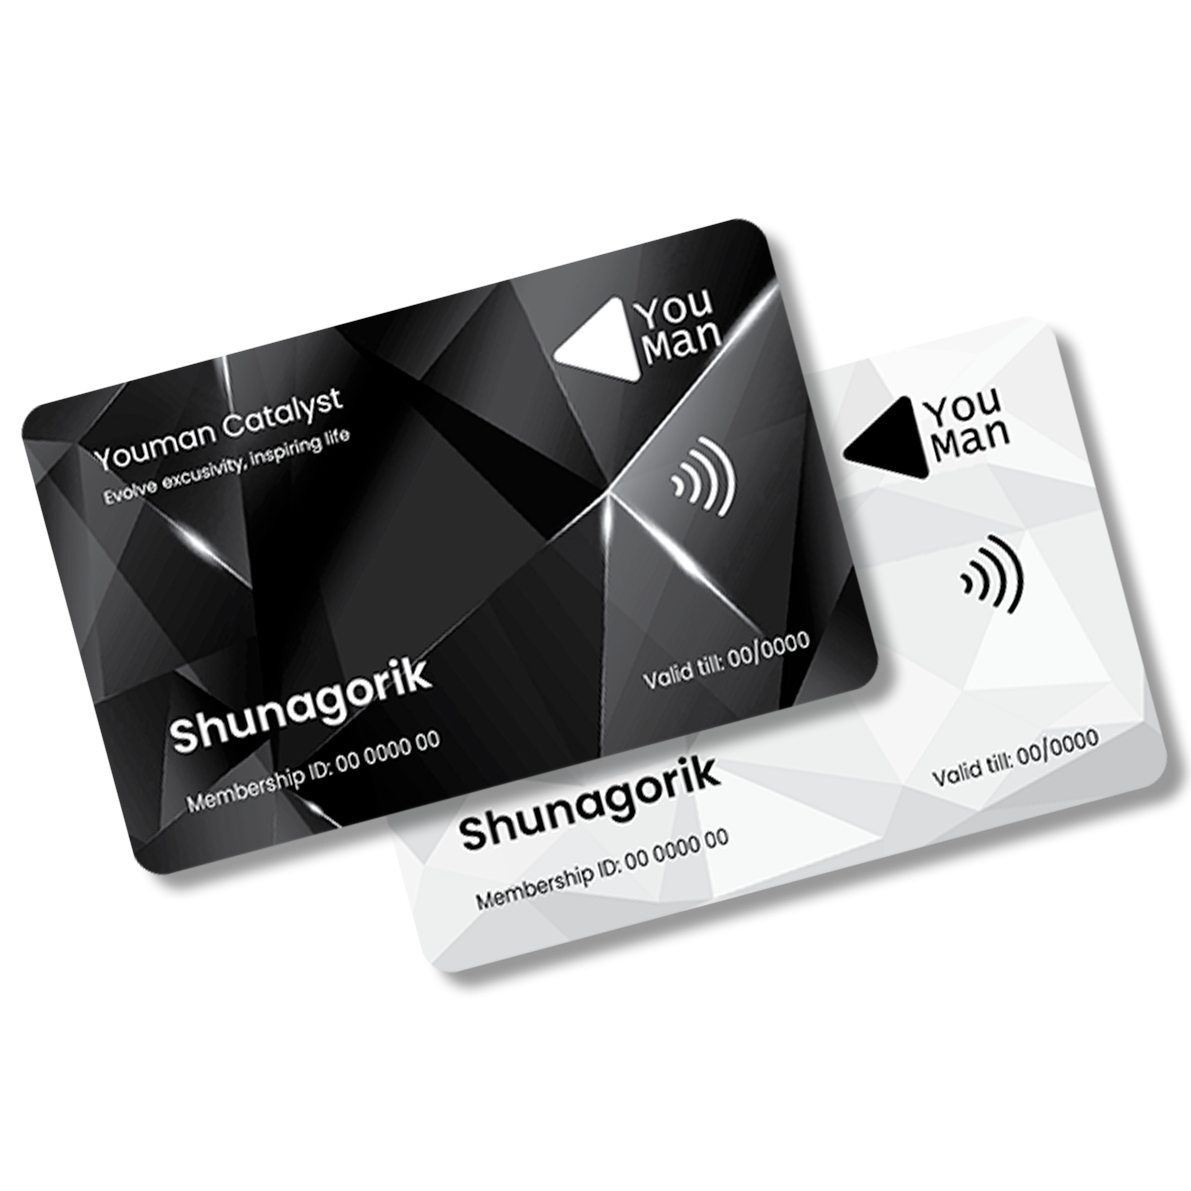 You
Man
Youman Catalyst
Evolve excusivity, inspiring life
Valid till: 00/0000
Shunagorik
Membership ID: 00 0000 00
You
Man
Valid till: 00/0000
Shunagorik
Membership ID: 00 0000 00